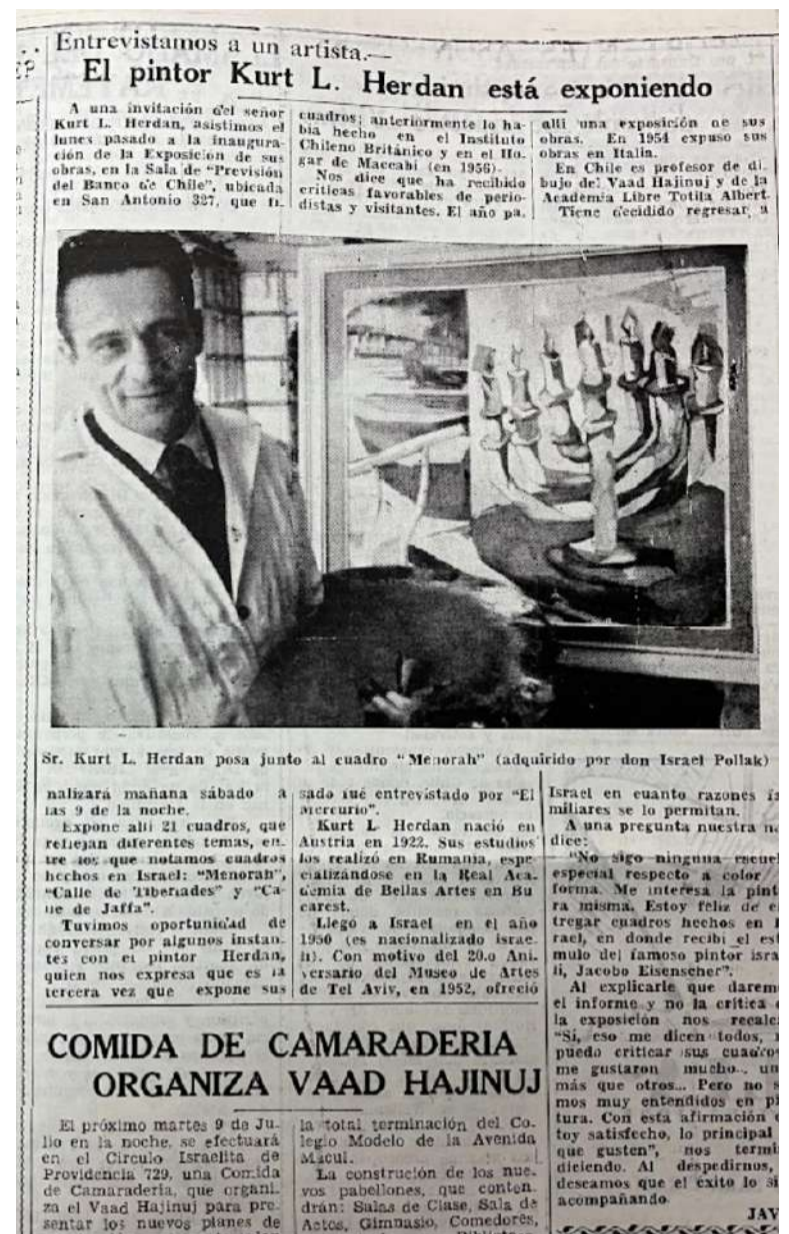 Entrevistamos a un artista.—
El pintor Kurt L. Herdan está exponiendo
A una invitación del señor
Kurt L. Herdan, asistimos el
lunes pasado a la inaugura-
ción de la Exposición de sus
obras, en la Sala de "Previsión
del Banco de Chile", ubicada
en San Antonio 327, que fi-
nalizará mañana sábado a
las 9 de la noche.
Expone allí 21 cuadros, que
reflejan diferentes temas, en-
tre los que notamos cuadros
hechos en Israel: "Menorah",
"Calle de Tiberiades" y "Ca-
lle de Jaffa".
Tuvimos oportunidad de
conversar por algunos instan-
tes con el pintor Herdan,
quien nos expresa que es la
tercera vez que expone sus
cuadros; anteriormente lo ha-
bía hecho en el Instituto
Chileno Británico y en el Ho-
gar de Maccabi (en 1956).
Nos dice que ha recibido
críticas favorables de perio-
distas y visitantes. El año pa-
sado fué entrevistado por "El
Mercurio".
Kurt L. Herdan nació en
Austria en 1922. Sus estudios
los realizó en Rumania, espe-
cializándose en la Real Aca-
demia de Bellas Artes en Bu
carest.
Llegó a Israel en el año
1950 (es nacionalizado israe-
lí). Con motivo del 20.o Ani-
versario del Museo de Artes
de Tel Aviv, en 1952, ofreció
allí una exposición de sus
obras. En 1954 expuso sus
obras en Italia.
En Chile es profesor de di-
bujo del Vaad Hajinuj y de la
Academia Libre Totila Albert.
Tiene decidido regresar a
Israel en cuanto razones fa
miliares se lo permitan.
A una pregunta nuestra
dice:
"No sigo ninguna
especial respecto a color
forma. Me interesa la
ra misma. Estoy feliz de
tregar cuadros hechos en
rael, en donde recibí el
mulo del famoso pintor
li, Jacobo Eisenscher".
Al explicarle que
el informe y no la crítica
la exposición nos
"Sí, eso me dicen todos,
puedo criticar sus
me gustaron mucho..
más que otros... Pero no
mos muy entendidos en
tura. Con esta afirmación
toy satisfecho, lo principal
que gusten", nos
diciendo. Al despedirnos,
deseamos que el éxito lo
acompañando.
JAV
Sr. Kurt L. Herdan posa junto al cuadro "Menorah" (adquirido por don Israel Pollak)
COMIDA DE CAMARADERIA
ORGANIZA VAAD HAJINUJ
El próximo martes 9 de Ju-
lio en la noche, se efectuará
en el Círculo Israelita de
Providencia 729, una Comida
de Camaradería, que organi-
za el Vaad Hajinuj para pre-
sentar los nuevos planes de
la total terminación del Co-
legio Modelo de la Avenida
Macul.
La construción de los nue-
vos pabellones, que conten-
drán: Salas de Clase, Sala de
Actos, Gimnasio, Comedores,